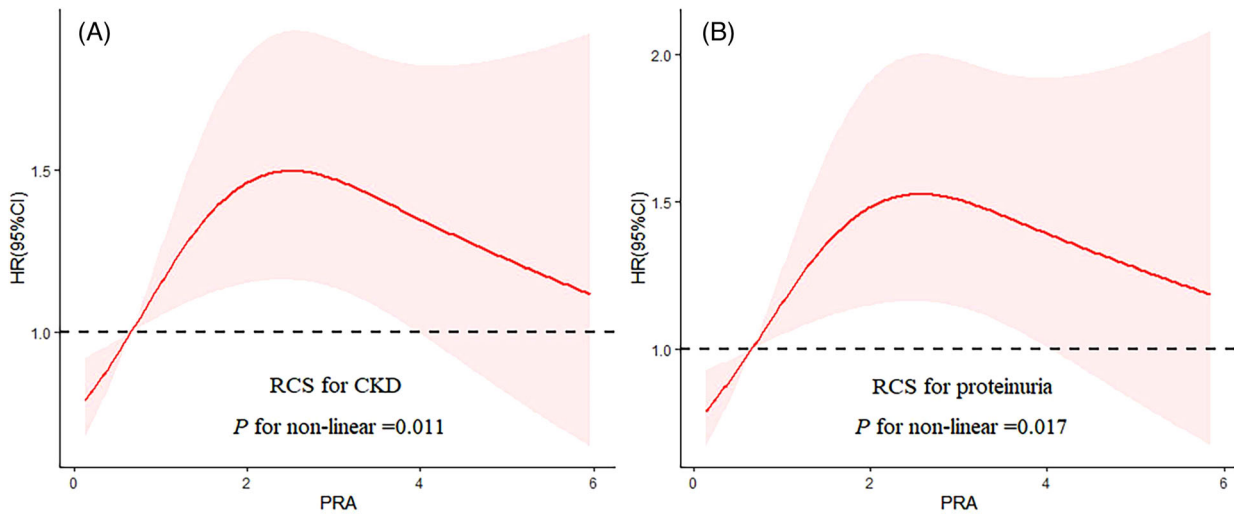 (A)
HR(95%CI)
1.5
1.0
RCS for CKD
P for non-linear =0.011
0 2 4 6
PRA
(B)
HR(95%CI)
2.0
1.5
1.0
RCS for proteinuria
P for non-linear =0.017
0 2 4 6
PRA